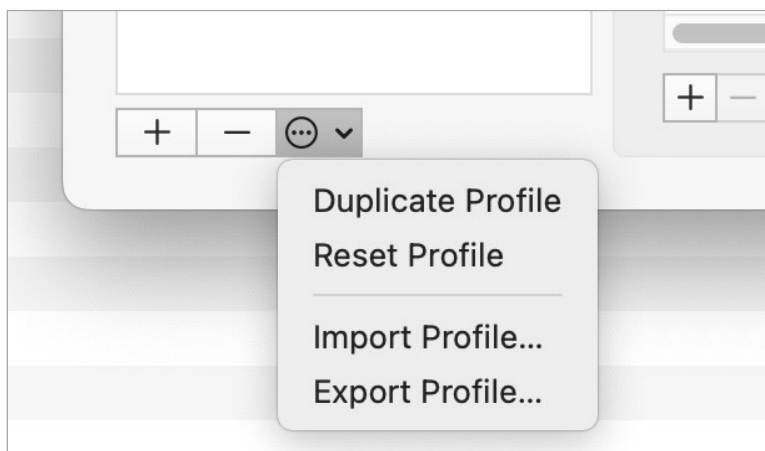 Duplicate Profile
Reset Profile
Import Profile...
Export Profile...